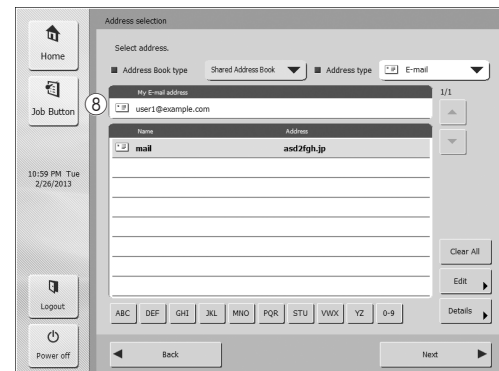 Address selection
Home
Select address.
Address Book type Shared Address Book Address type E-mail
My E-mail address 1/1
Job Button 8 user1@example.com
Name Address
mail asd2fgh.jp
10:59 PM Tue
2/26/2013
Clear All
Edit
Logout
ABC DEF GHI JKL MNO PQR STU VWX YZ 0-9 Details
Power off
Back Next